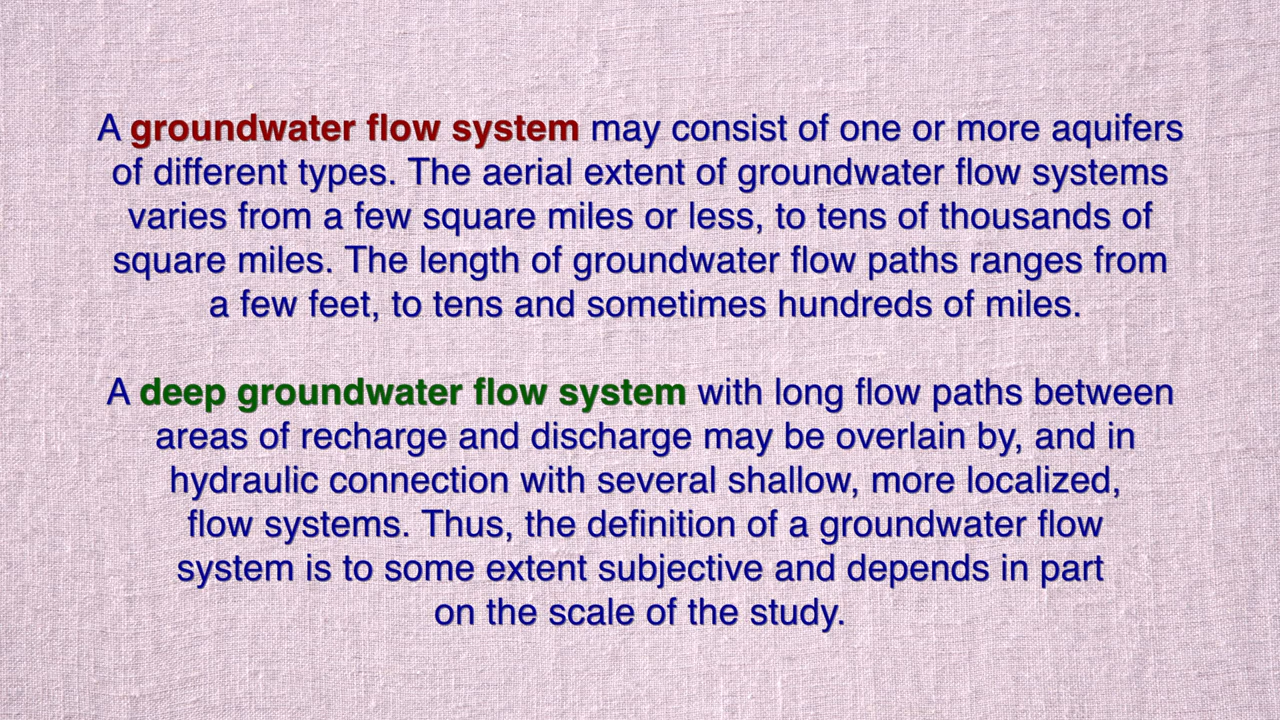 A groundwater flow system may consist of one or more aquifers
of different types. The aerial extent of groundwater flow systems
varies from a few square miles or less, to tens of thousands of
square miles. The length of groundwater flow paths ranges from
a few feet, to tens and sometimes hundreds of miles.
A deep groundwater flow system with long flow paths between
areas of recharge and discharge may be overlain by, and in
hydraulic connection with several shallow, more localized,
flow systems. Thus, the definition of a groundwater flow
system is to some extent subjective and depends in part
on the scale of the study.